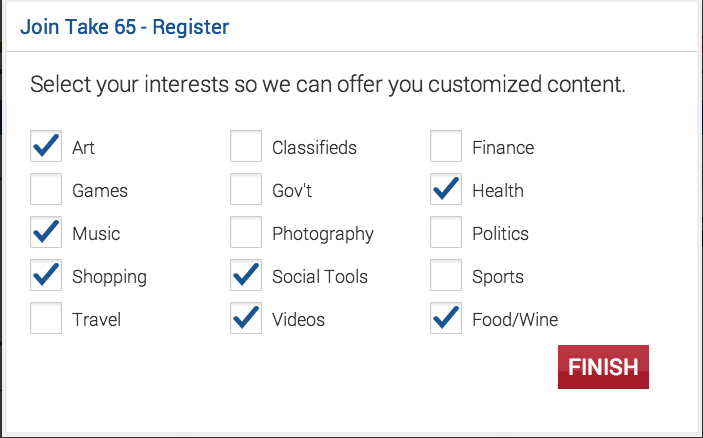 Join Take 65 - Register
Select your interests so we can offer you customized content.
Art Classifieds Finance
Games Gov't Health
Music Photography Politics
Shopping Social Tools Sports
Travel Videos Food/Wine
FINISH